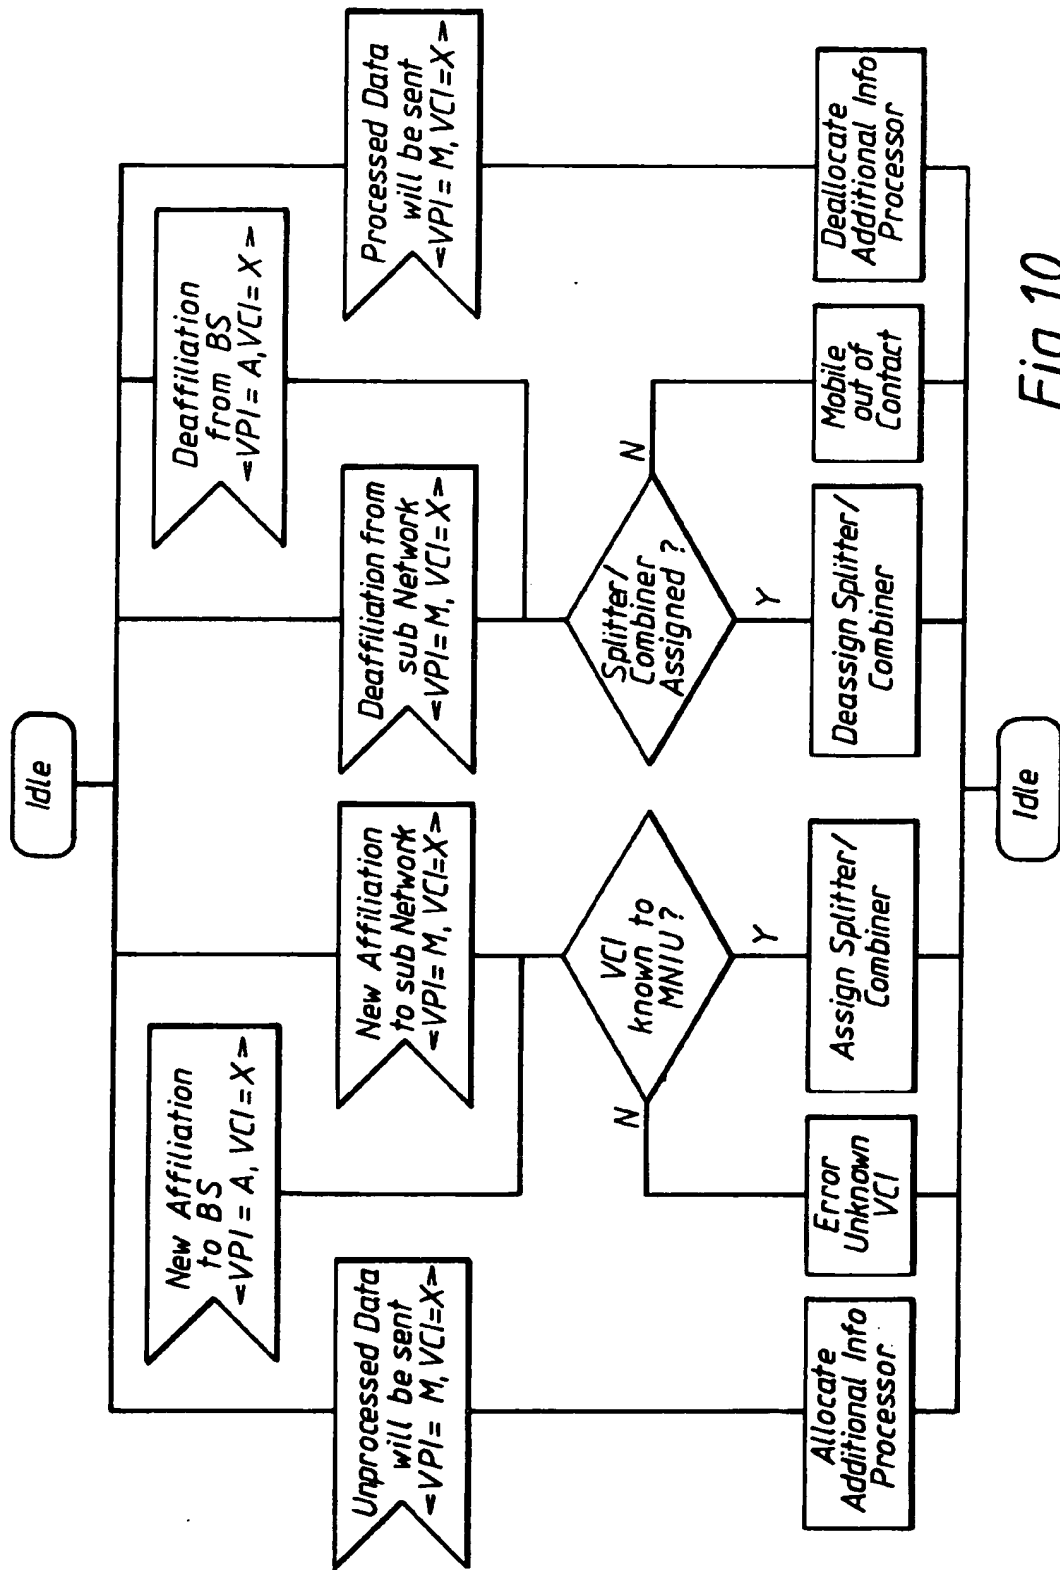 Idle
Unprocessed Data
will be sent
<VPI = M, VCI=X>
New Affiliation
to BS
<VPI = A, VCI=X>
New Affiliation
to sub Network
<VPI= M, VCI=X>
Deaffiliation from
sub Network
<VPI= M, VCI=X>
Deaffiliation
from BS
<VPI= A,VCI= X>
Processed Data
will be sent
<VPI= M, VCI=X>
VCI
known to
MNIU ?
N
Y
Splitter/
Combiner
Assigned ?
N
Y
Allocate
Additional Info
Processor
Error
Unknown
VCI
Assign Splitter/
Combiner
Deassign Splitter/
Combiner
Mobile
out of
Contact
Deallocate
Additional Info
Processor
Idle
Fig.10